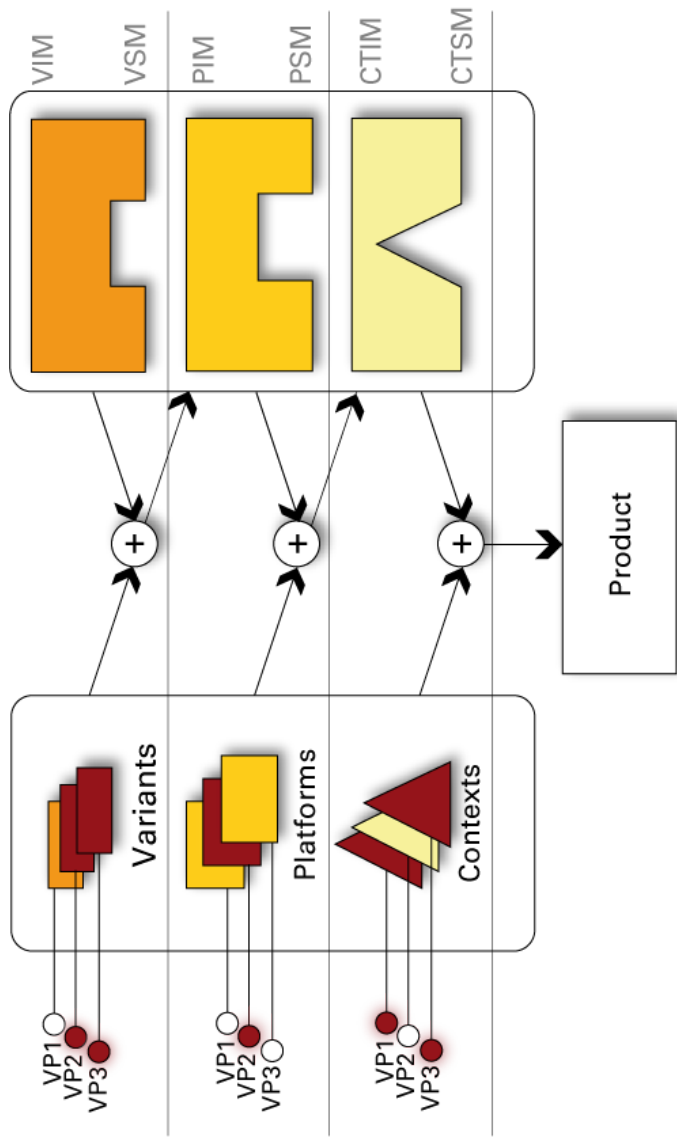 VIM
VSM
PIM
PSM
CTIM
CTSM
+
+
+
Product
Variants
Platforms
Contexts
VP1
VP2
VP3
VP1
VP2
VP3
VP1
VP2
VP3